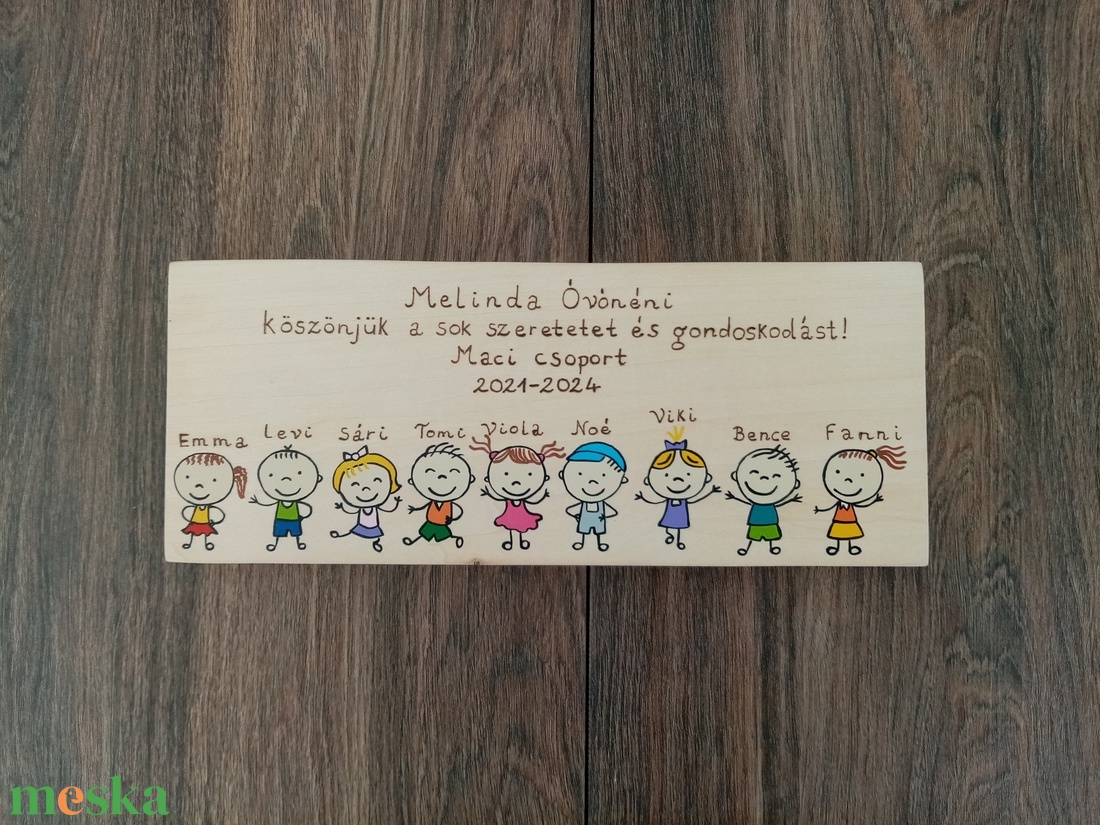 Melinda Óvónéni
köszönjük a sok szeretetet és gondoskodást!
Maci csoport
2021-2024
Emma Levi Sári Tomi Viola Noé Viki Bence Fanni
meska